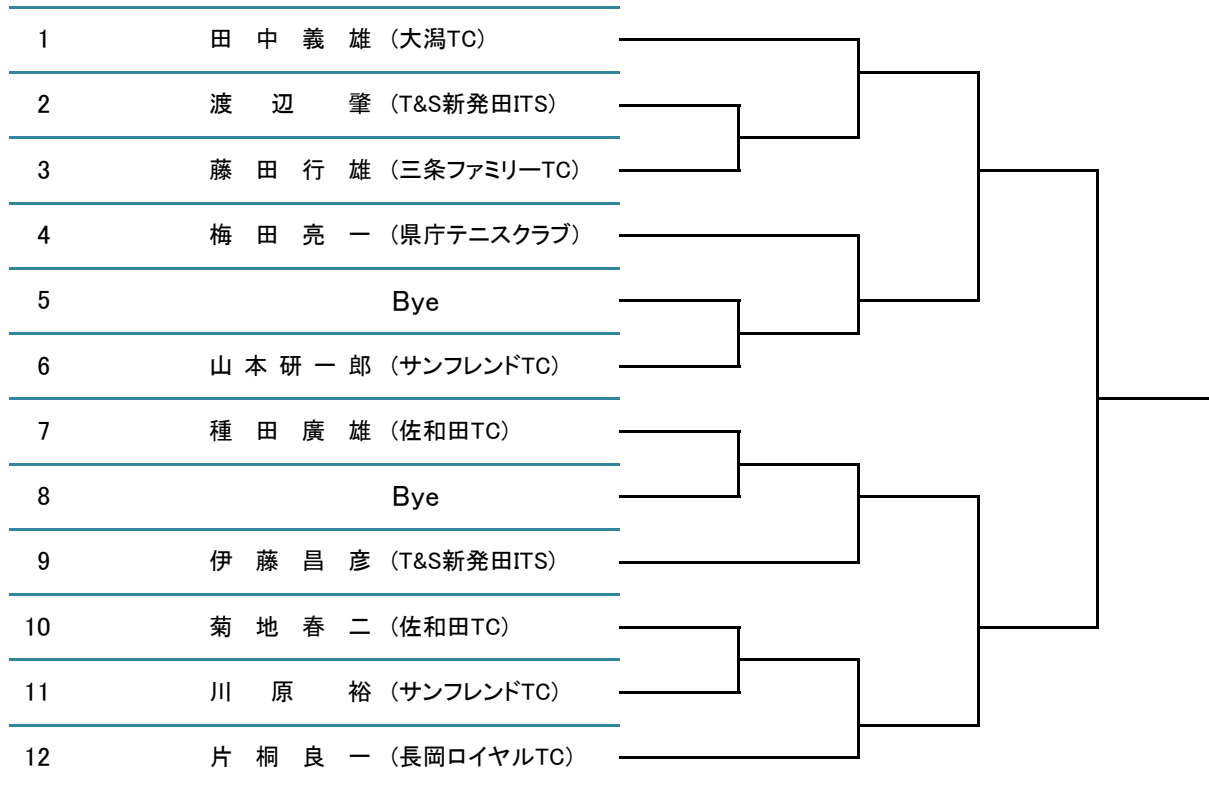 1 田中義雄 (大潟TC)
2 渡辺肇 (T&S新発田ITS)
3 藤田行雄 (三条ファミリーTC)
4 梅田亮一 (県庁テニスクラブ)
5 Bye
6 山本研一郎 (サンフレンドTC)
7 種田廣雄 (佐和田TC)
8 Bye
9 伊藤昌彦 (T&S新発田ITS)
10 菊地春二 (佐和田TC)
11 川原裕 (サンフレンドTC)
12 片桐良一 (長岡ロイヤルTC)